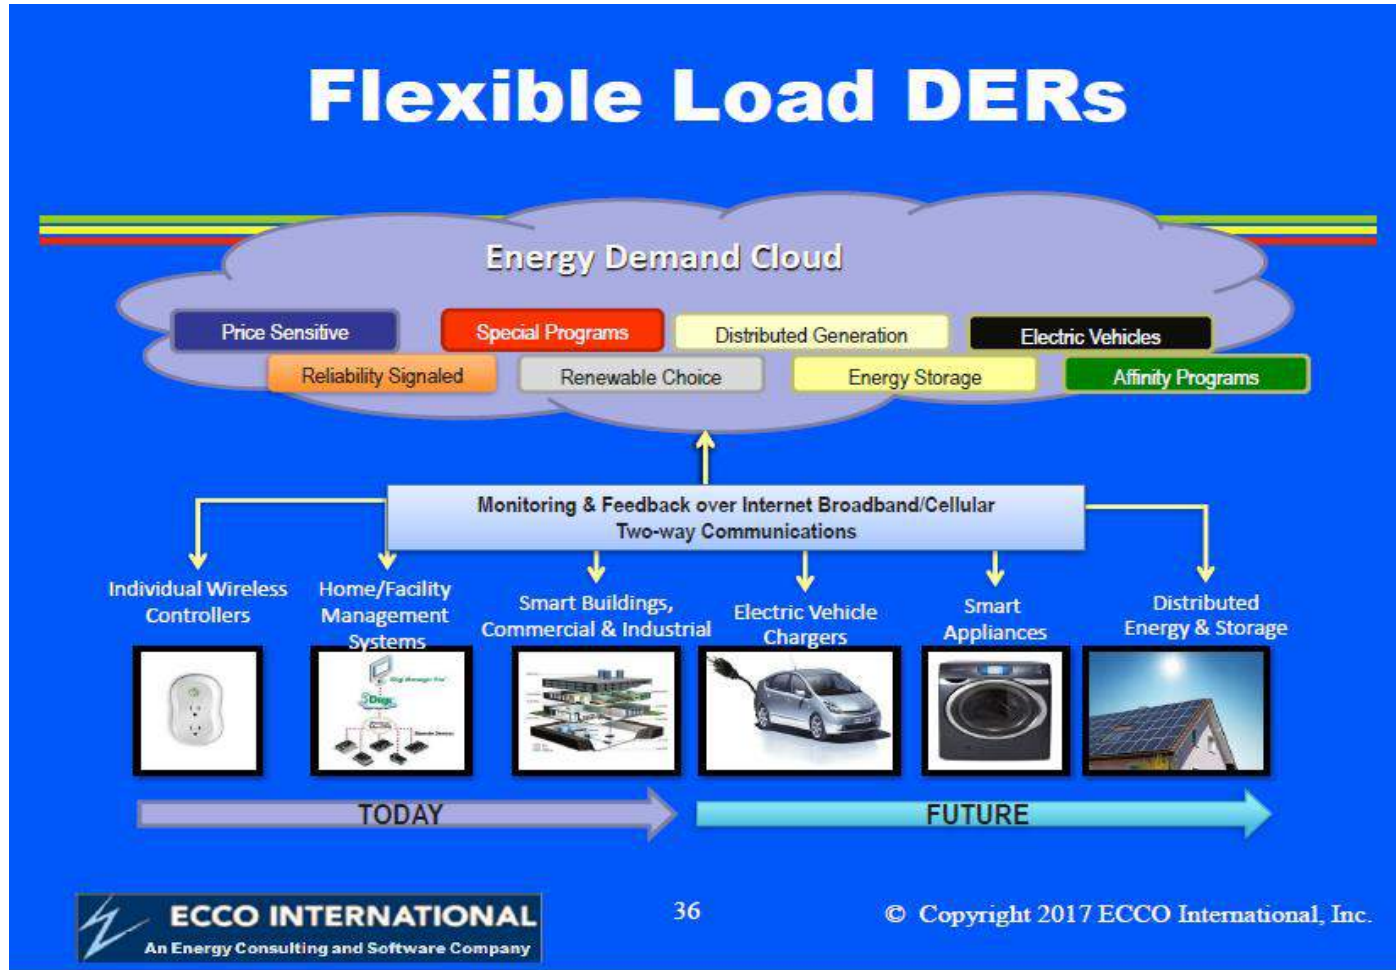 Flexible Load DERs
Energy Demand Cloud
Price Sensitive
Special Programs
Distributed Generation
Electric Vehicles
Reliability Signaled
Renewable Choice
Energy Storage
Affinity Programs
Monitoring & Feedback over Internet Broadband/Cellular
Two-way Communications
Individual Wireless
Controllers
Home/Facility
Management
Systems
Smart Buildings,
Commercial & Industrial
Electric Vehicle
Chargers
Smart
Appliances
Distributed
Energy & Storage
Digi
TODAY
FUTURE
ECCO INTERNATIONAL
An Energy Consulting and Software Company
36
© Copyright 2017 ECCO International, Inc.